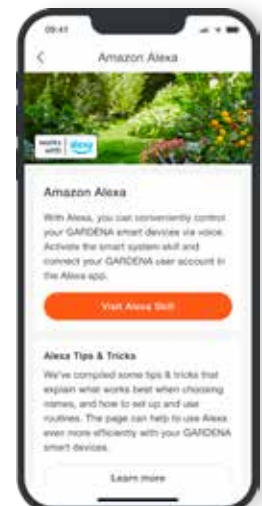 09:41
Amazon Alexa
works with
alexa
Amazon Alexa
With Alexa, you can conveniently control
your GARDENA smart devices via voice.
Activate the smart system skill and
connect your GARDENA user account in
the Alexa app.
Visit Alexa Skill
Alexa Tips & Tricks
We've compiled some tips & tricks that
explain what works best when choosing
names, and how to set up and use
routines. The page can help to use Alexa
even more efficiently with your GARDENA
smart devices.
Learn more